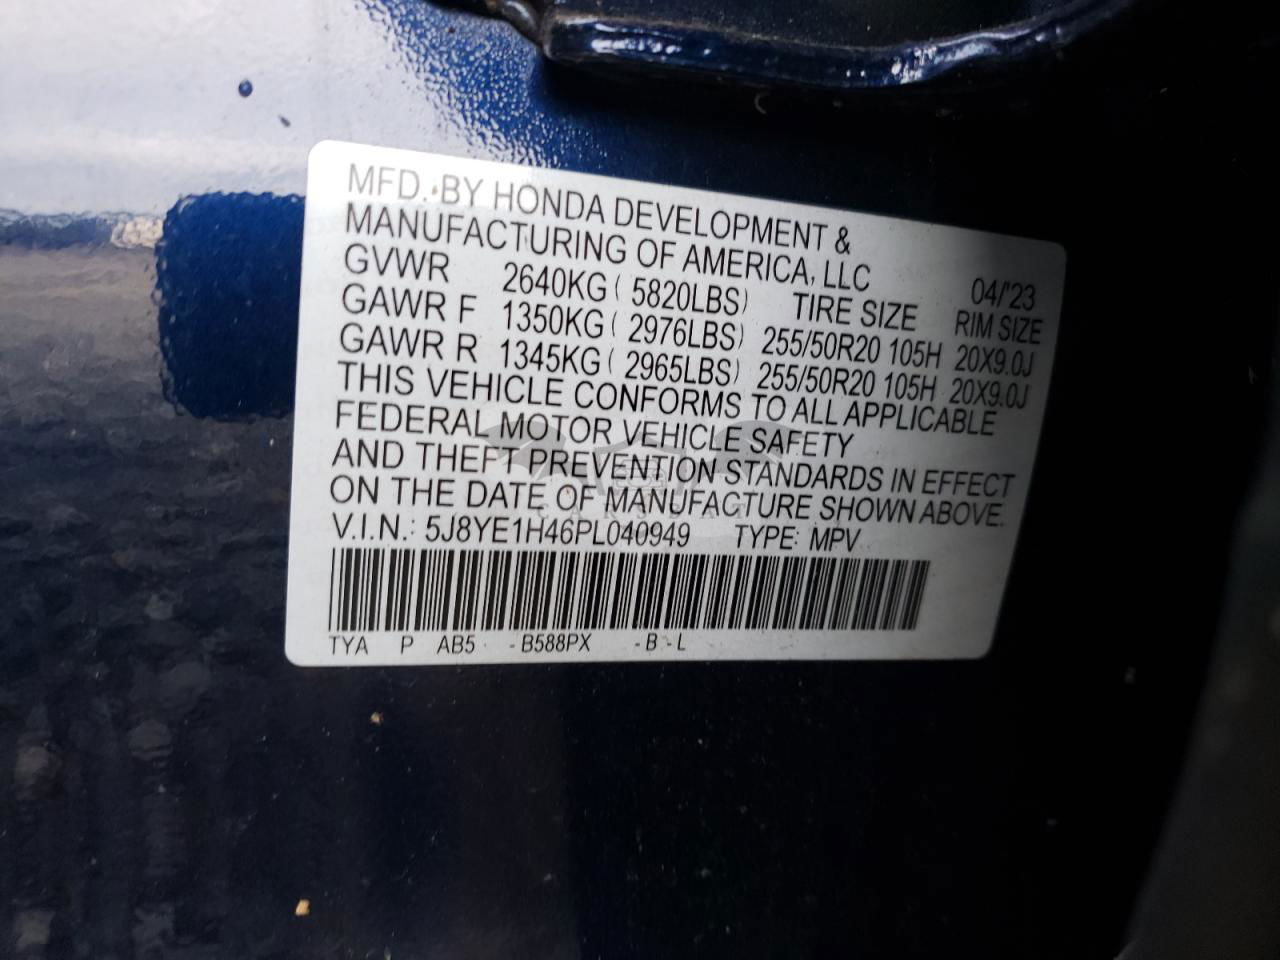 MFD. BY HONDA DEVELOPMENT &
MANUFACTURING OF AMERICA, LLC 04/'23
GVWR 2640KG ( 5820LBS) TIRE SIZE RIM SIZE
GAWR F 1350KG ( 2976LBS) 255/50R20 105H 20X9.0J
GAWR R 1345KG ( 2965LBS) 255/50R20 105H 20X9.0J
THIS VEHICLE CONFORMS TO ALL APPLICABLE
FEDERAL MOTOR VEHICLE SAFETY
AND THEFT PREVENTION STANDARDS IN EFFECT
ON THE DATE OF MANUFACTURE SHOWN ABOVE.
V.I.N.: 5J8YE1H46PL040949 TYPE: MPV
TYA P AB5 -B588PX -B -L